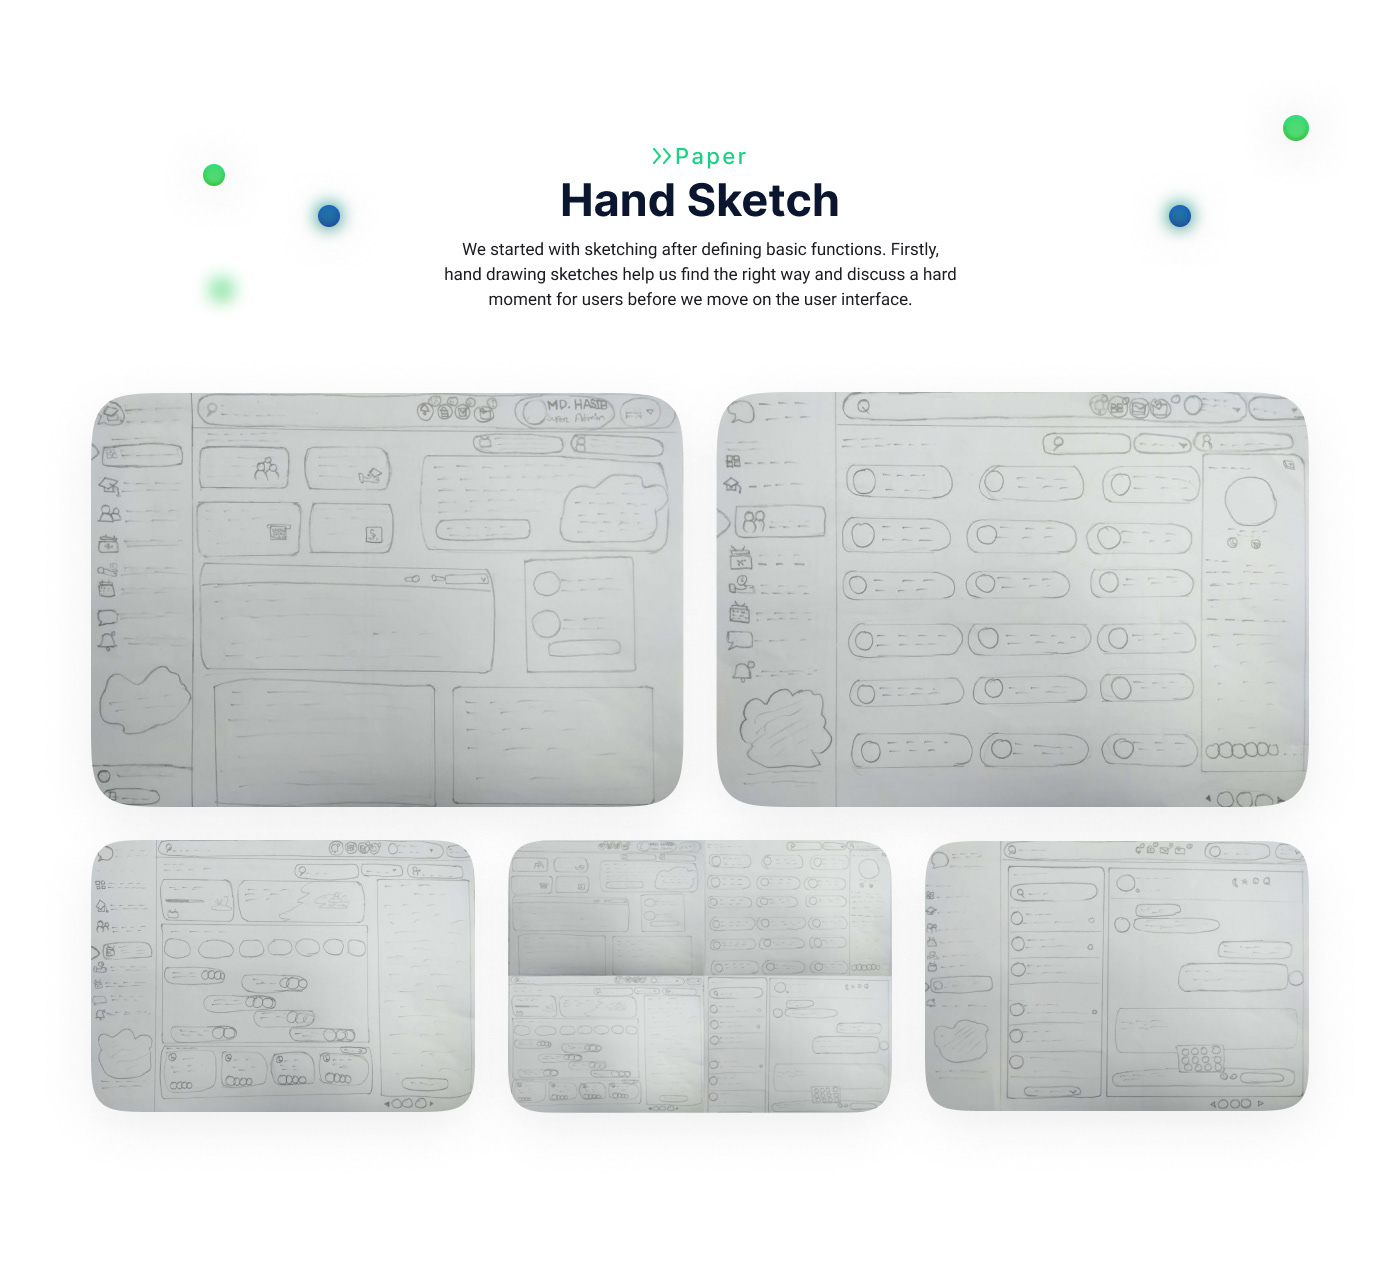 Paper
Hand Sketch
We started with sketching after defining basic functions. Firstly,
hand drawing sketches help us find the right way and discuss a hard
moment for users before we move on the user interface.
MD. HASIB
Admin